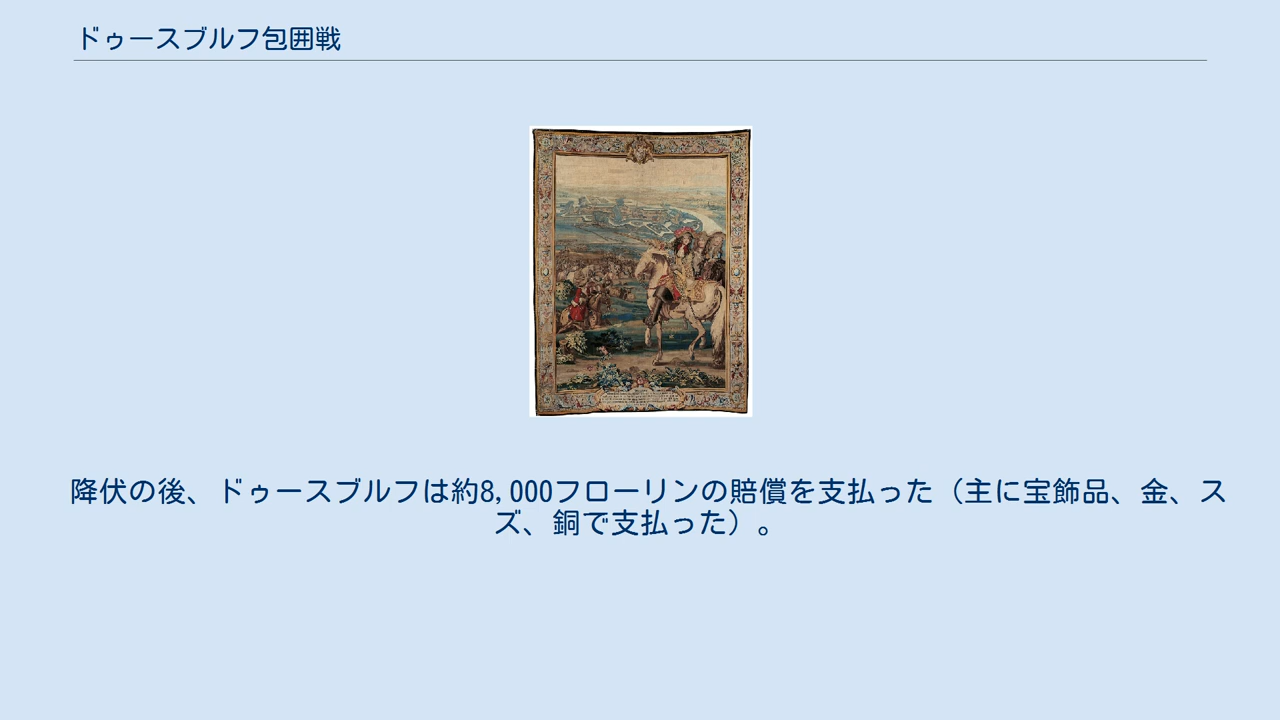 ドゥースブルフ包囲戦
降伏の後、ドゥースブルフは約8,000フローリンの賠償を支払った（主に宝飾品、金、ス
ズ、銅で支払った）。